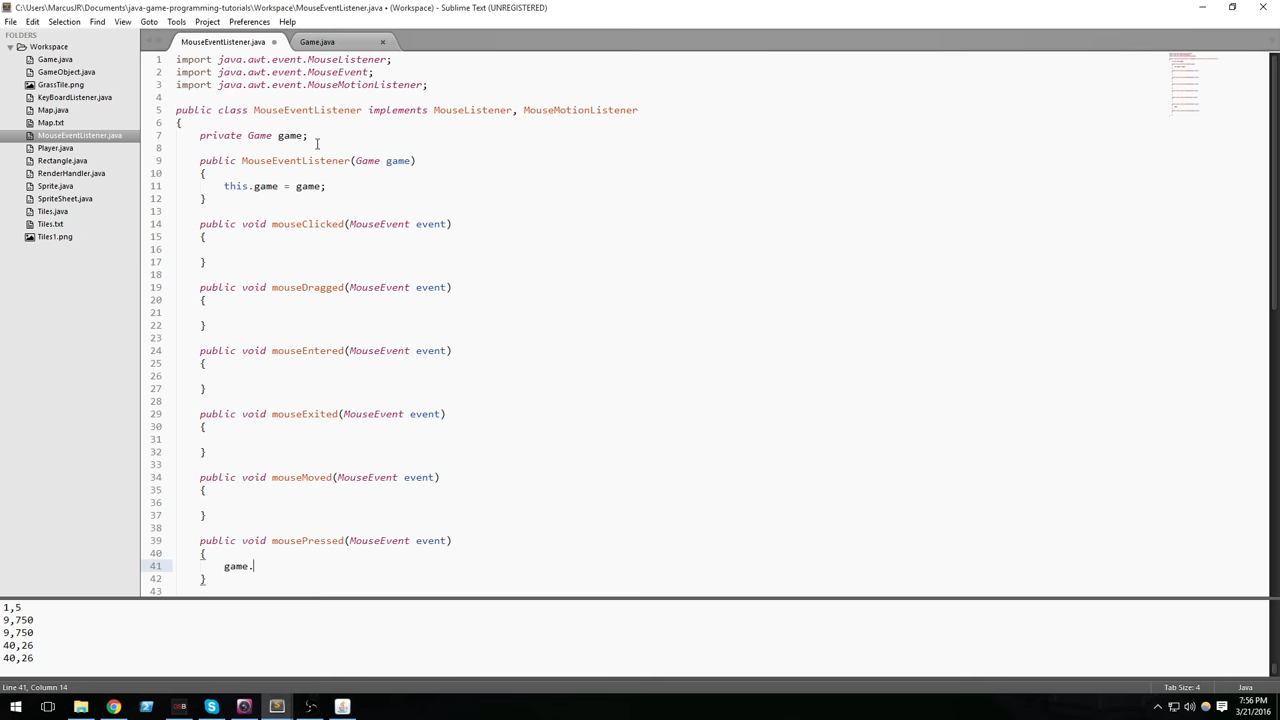 C:\Users\MarcusJR\Documents\java-game-programming-tutorials\Workspace\MouseEventListener.java • (Workspace) - Sublime Text (UNREGISTERED)
File Edit Selection Find View Goto Tools Project Preferences Help
FOLDERS
Workspace
Game.java
GameObject.java
GrassTile.png
KeyBoardListener.java
Map.java
Map.txt
MouseEventListener.java
Player.java
Rectangle.java
RenderHandler.java
Sprite.java
SpriteSheet.java
Tiles.java
Tiles.txt
Tiles1.png
MouseEventListener.java Game.java
1 import java.awt.event.MouseListener;
2 import java.awt.event.MouseEvent;
3 import java.awt.event.MouseMotionListener;
4
5 public class MouseEventListener implements MouseListener, MouseMotionListener
6 {
7 private Game game;
8
9 public MouseEventListener(Game game)
10 {
11 this.game = game;
12 }
13
14 public void mouseClicked(MouseEvent event)
15 {
16
17 }
18
19 public void mouseDragged(MouseEvent event)
20 {
21
22 }
23
24 public void mouseEntered(MouseEvent event)
25 {
26
27 }
28
29 public void mouseExited(MouseEvent event)
30 {
31
32 }
33
34 public void mouseMoved(MouseEvent event)
35 {
36
37 }
38
39 public void mousePressed(MouseEvent event)
40 {
41 game.
42 }
43
1,5
9,750
9,750
40,26
40,26
Line 41, Column 14 Tab Size: 4 Java
7:56 PM
3/21/2016